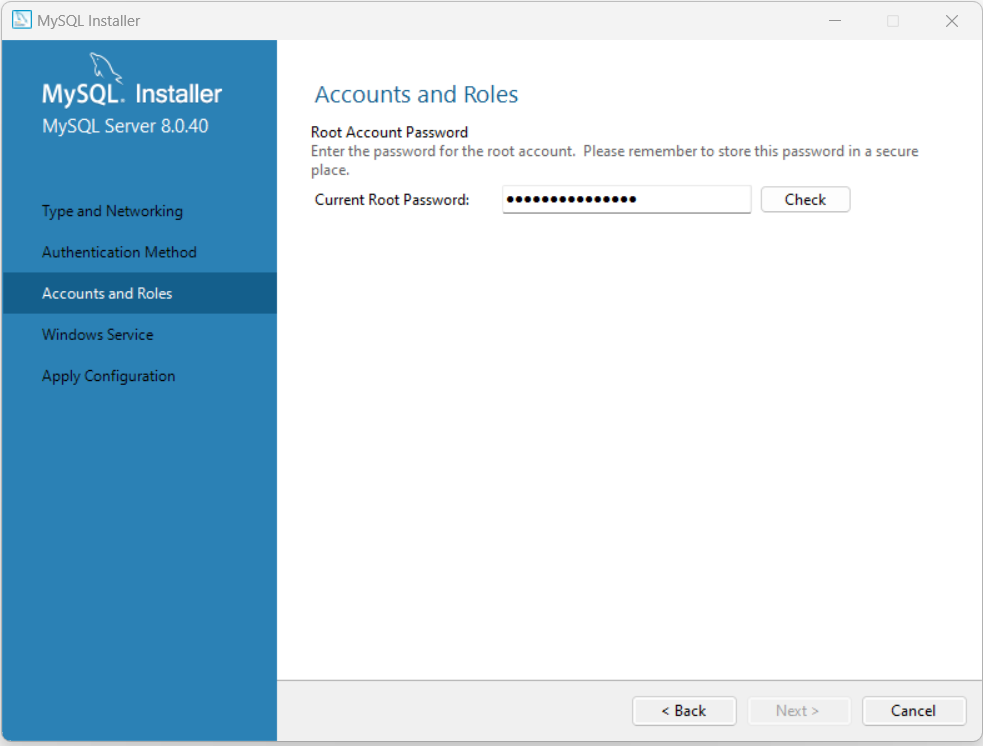 MySQL Installer
MySQL. Installer
MySQL Server 8.0.40
Type and Networking
Authentication Method
Accounts and Roles
Windows Service
Apply Configuration
Accounts and Roles
Root Account Password
Enter the password for the root account. Please remember to store this password in a secure
place.
Current Root Password: ●●●●●●●●●●●●●●● Check
< Back Next > Cancel